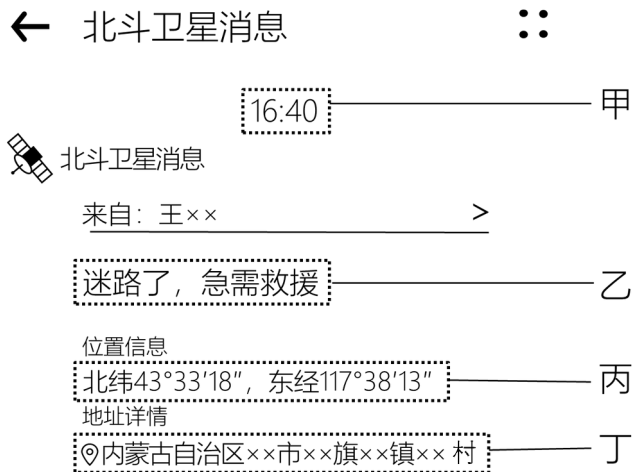 北斗卫星消息
16:40
甲
北斗卫星消息
来自：王××
>
迷路了，急需救援
乙
位置信息
北纬43°33′18″，东经117°38′13″
丙
地址详情
内蒙古自治区××市××旗××镇××村
丁